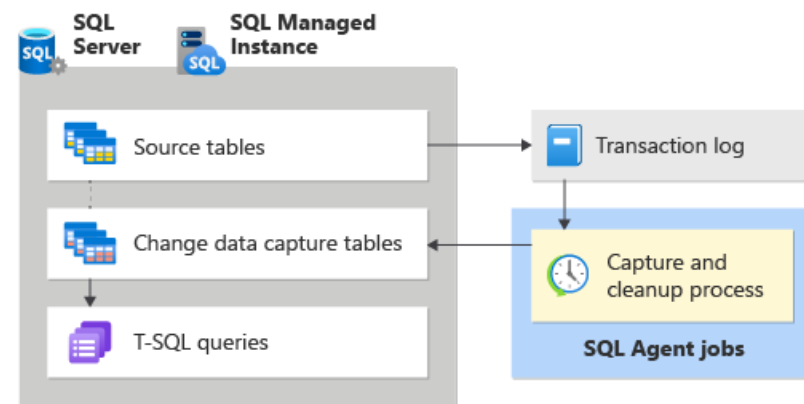 SQL
Server
SQL Managed
Instance
SQL
SQL
Source tables
Transaction log
Change data capture tables
Capture and
cleanup process
T-SQL queries
SQL Agent jobs